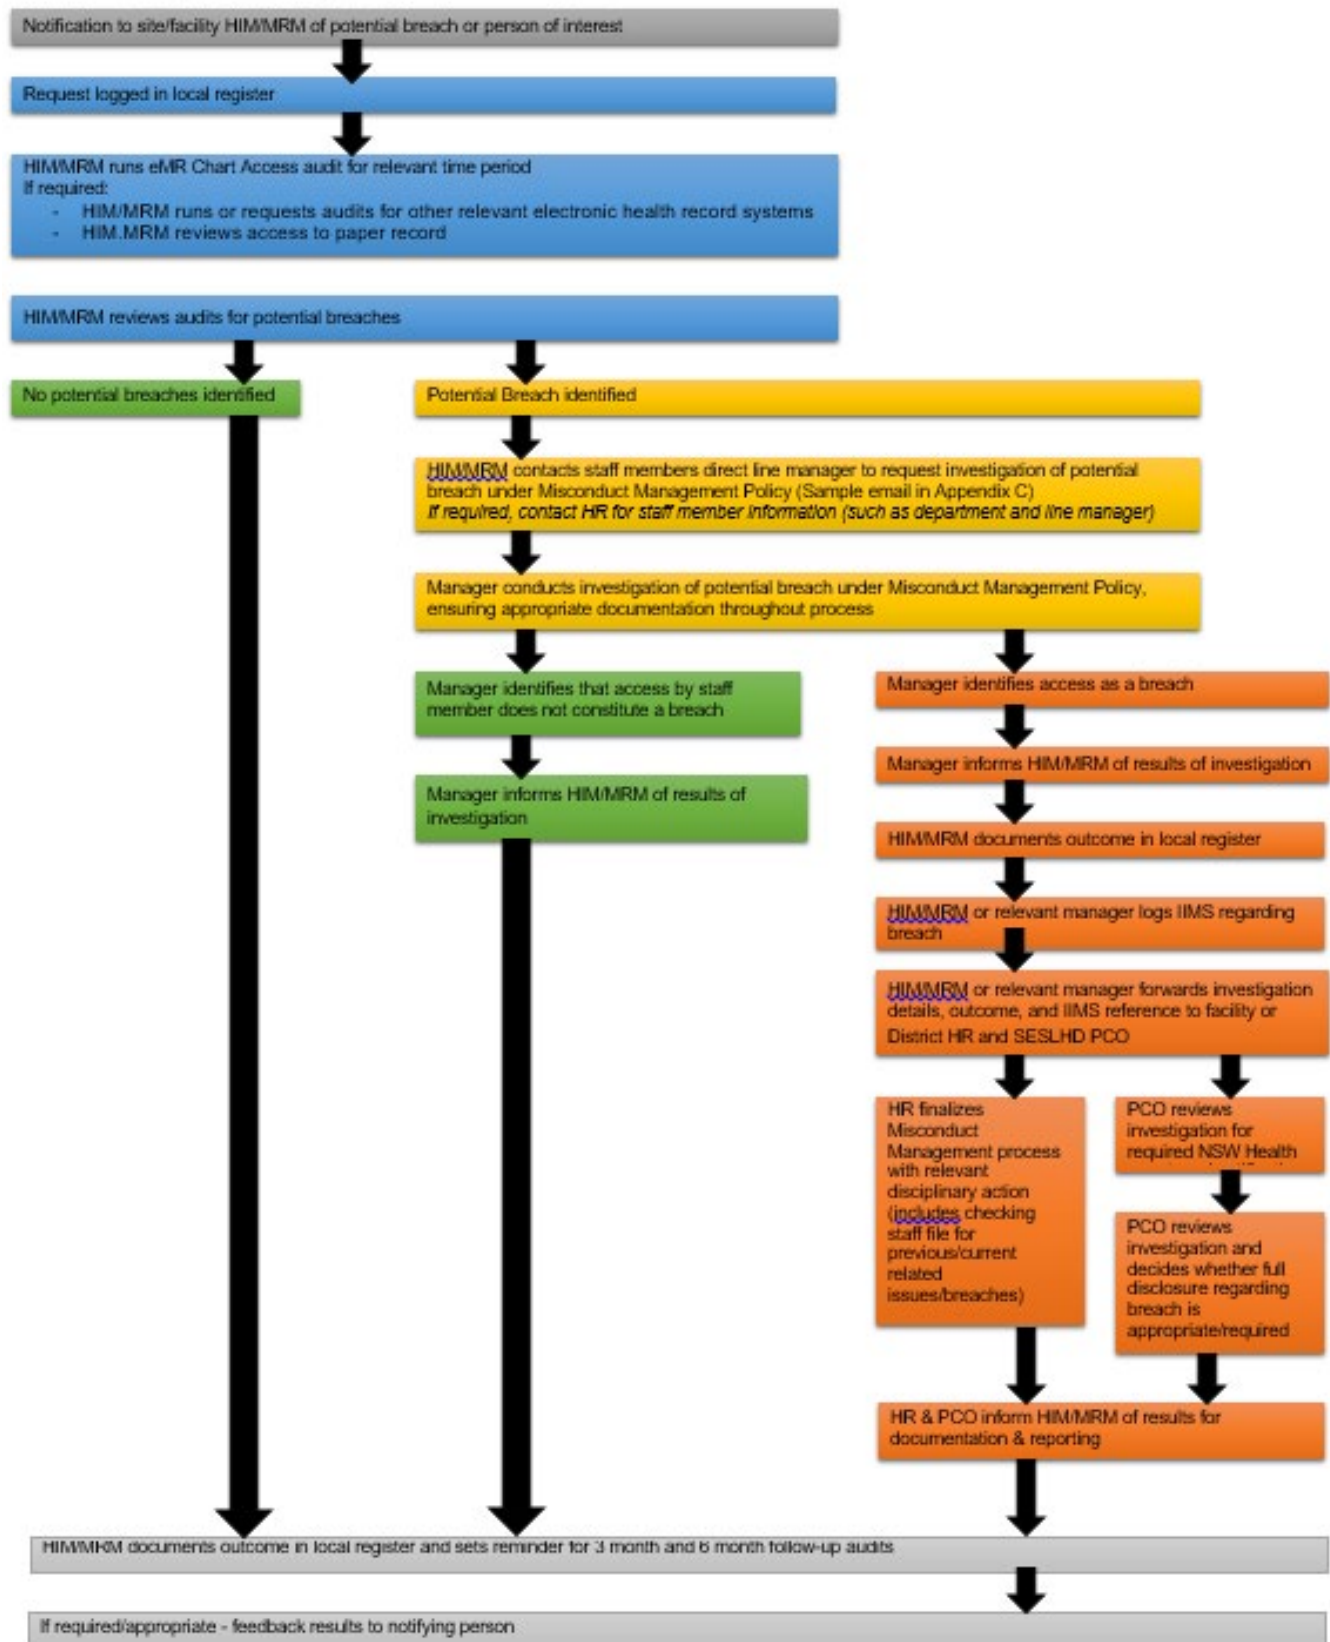 Notification to site/facility HIM/MRM of potential breach or person of interest
Request logged in local register
HIM/MRM runs eMR Chart Access audit for relevant time period
If required:
- HIM/MRM runs or requests audits for other relevant electronic health record systems
- HIM.MRM reviews access to paper record
HIM/MRM reviews audits for potential breaches
No potential breaches identified
Potential Breach identified
HIM/MRM contacts staff members direct line manager to request investigation of potential
breach under Misconduct Management Policy (Sample email in Appendix C)
If required, contact HR for staff member information (such as department and line manager)
Manager conducts investigation of potential breach under Misconduct Management Policy,
ensuring appropriate documentation throughout process
Manager identifies that access by staff
member does not constitute a breach
Manager informs HIM/MRM of results of
investigation
Manager identifies access as a breach
Manager informs HIM/MRM of results of investigation
HIM/MRM documents outcome in local register
HIM/MRM or relevant manager logs IIMS regarding
breach
HIM/MRM or relevant manager forwards investigation
details, outcome, and IIMS reference to facility or
District HR and SESLHD PCO
HR finalizes
Misconduct
Management process
with relevant
disciplinary action
(includes checking
staff file for
previous/current
related
issues/breaches)
PCO reviews
investigation for
required NSW Health
PCO reviews
investigation and
decides whether full
disclosure regarding
breach is
appropriate/required
HR & PCO inform HIM/MRM of results for
documentation & reporting
HIM/MRM documents outcome in local register and sets reminder for 3 month and 6 month follow-up audits
If required/appropriate - feedback results to notifying person